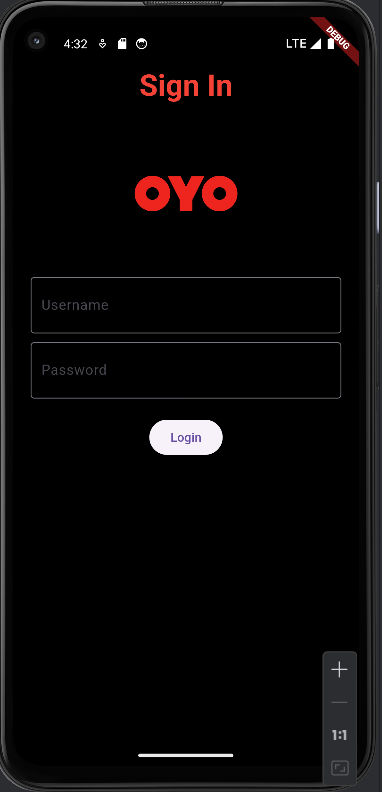 4:32
LTE
DEBUG
Sign In
OYO
Username
Password
Login
1:1